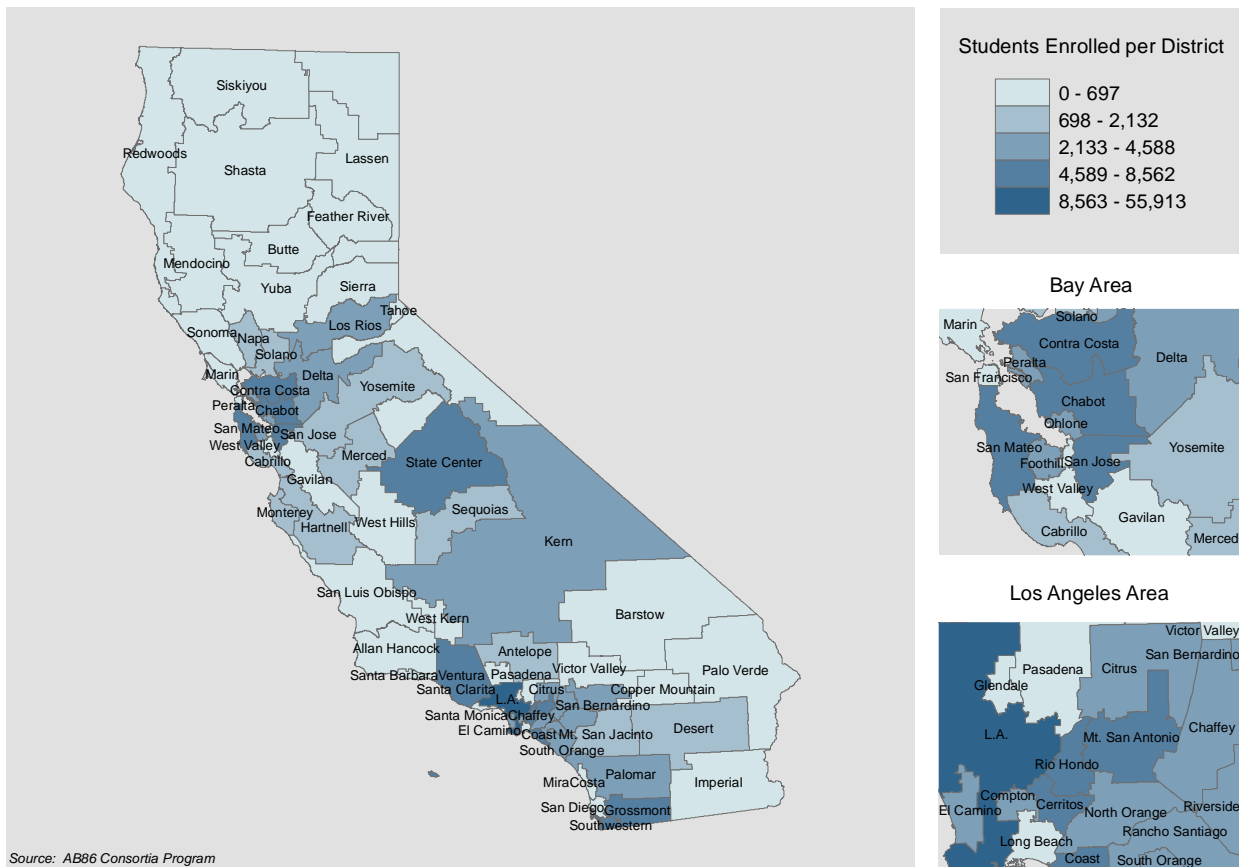 Siskiyou
Redwoods
Lassen
Shasta
Feather River
Butte
Mendocino
Yuba
Sierra
Tahoe
Los Rios
Sonoma
Napa
Solano
Marin
Delta
Yosemite
Contra Costa
Peralta
Chabot
San Mateo
San Jose
West Valley
Merced
Cabrillo
State Center
Gavilan
Monterey
Sequoias
Hartnell
West Hills
Kern
San Luis Obispo
Barstow
West Kern
Allan Hancock
Antelope
Santa Barbara
Ventura
Pasadena
Victor Valley
Palo Verde
Santa Clarita
Citrus
Copper Mountain
L.A.
San Bernardino
Santa Monica
Chaffey
El Camino
Coast
Mt. San Jacinto
Desert
South Orange
MiraCosta
Palomar
Imperial
San Diego
Grossmont
Southwestern
Source: AB86 Consortia Program
Students Enrolled per District
0 - 697
698 - 2,132
2,133 - 4,588
4,589 - 8,562
8,563 - 55,913
Bay Area
Marin
Solano
Contra Costa
Delta
Peralta
San Francisco
Chabot
Ohlone
San Mateo
Yosemite
Foothill
San Jose
West Valley
Gavilan
Cabrillo
Merced
Los Angeles Area
Victor Valley
San Bernardino
Pasadena
Citrus
Glendale
L.A.
Mt. San Antonio
Chaffey
Rio Hondo
Compton
El Camino
Cerritos
North Orange
Riverside
Rancho Santiago
Long Beach
Coast
South Orange